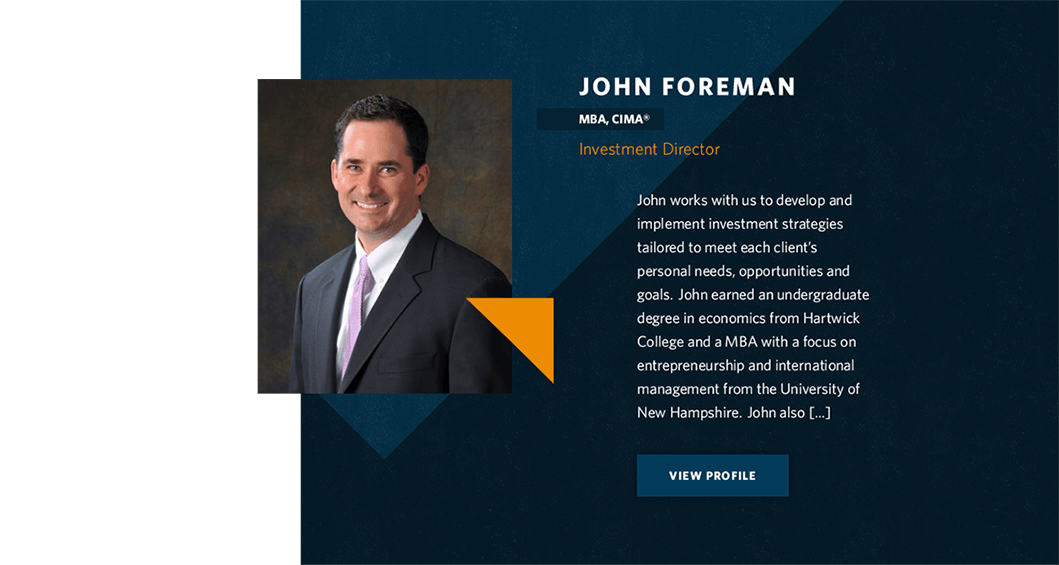 JOHN FOREMAN
MBA, CIMA®
Investment Director
John works with us to develop and
implement investment strategies
tailored to meet each client’s
personal needs, opportunities and
goals. John earned an undergraduate
degree in economics from Hartwick
College and a MBA with a focus on
entrepreneurship and international
management from the University of
New Hampshire. John also [...]
VIEW PROFILE